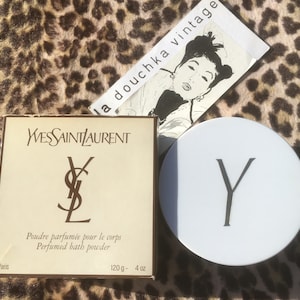 a douchka vintage
YVESSAINTLAURENT
YSL
Poudre parfumée pour le corps
Perfumed bath powder
Paris
120 g - 4 oz
Y